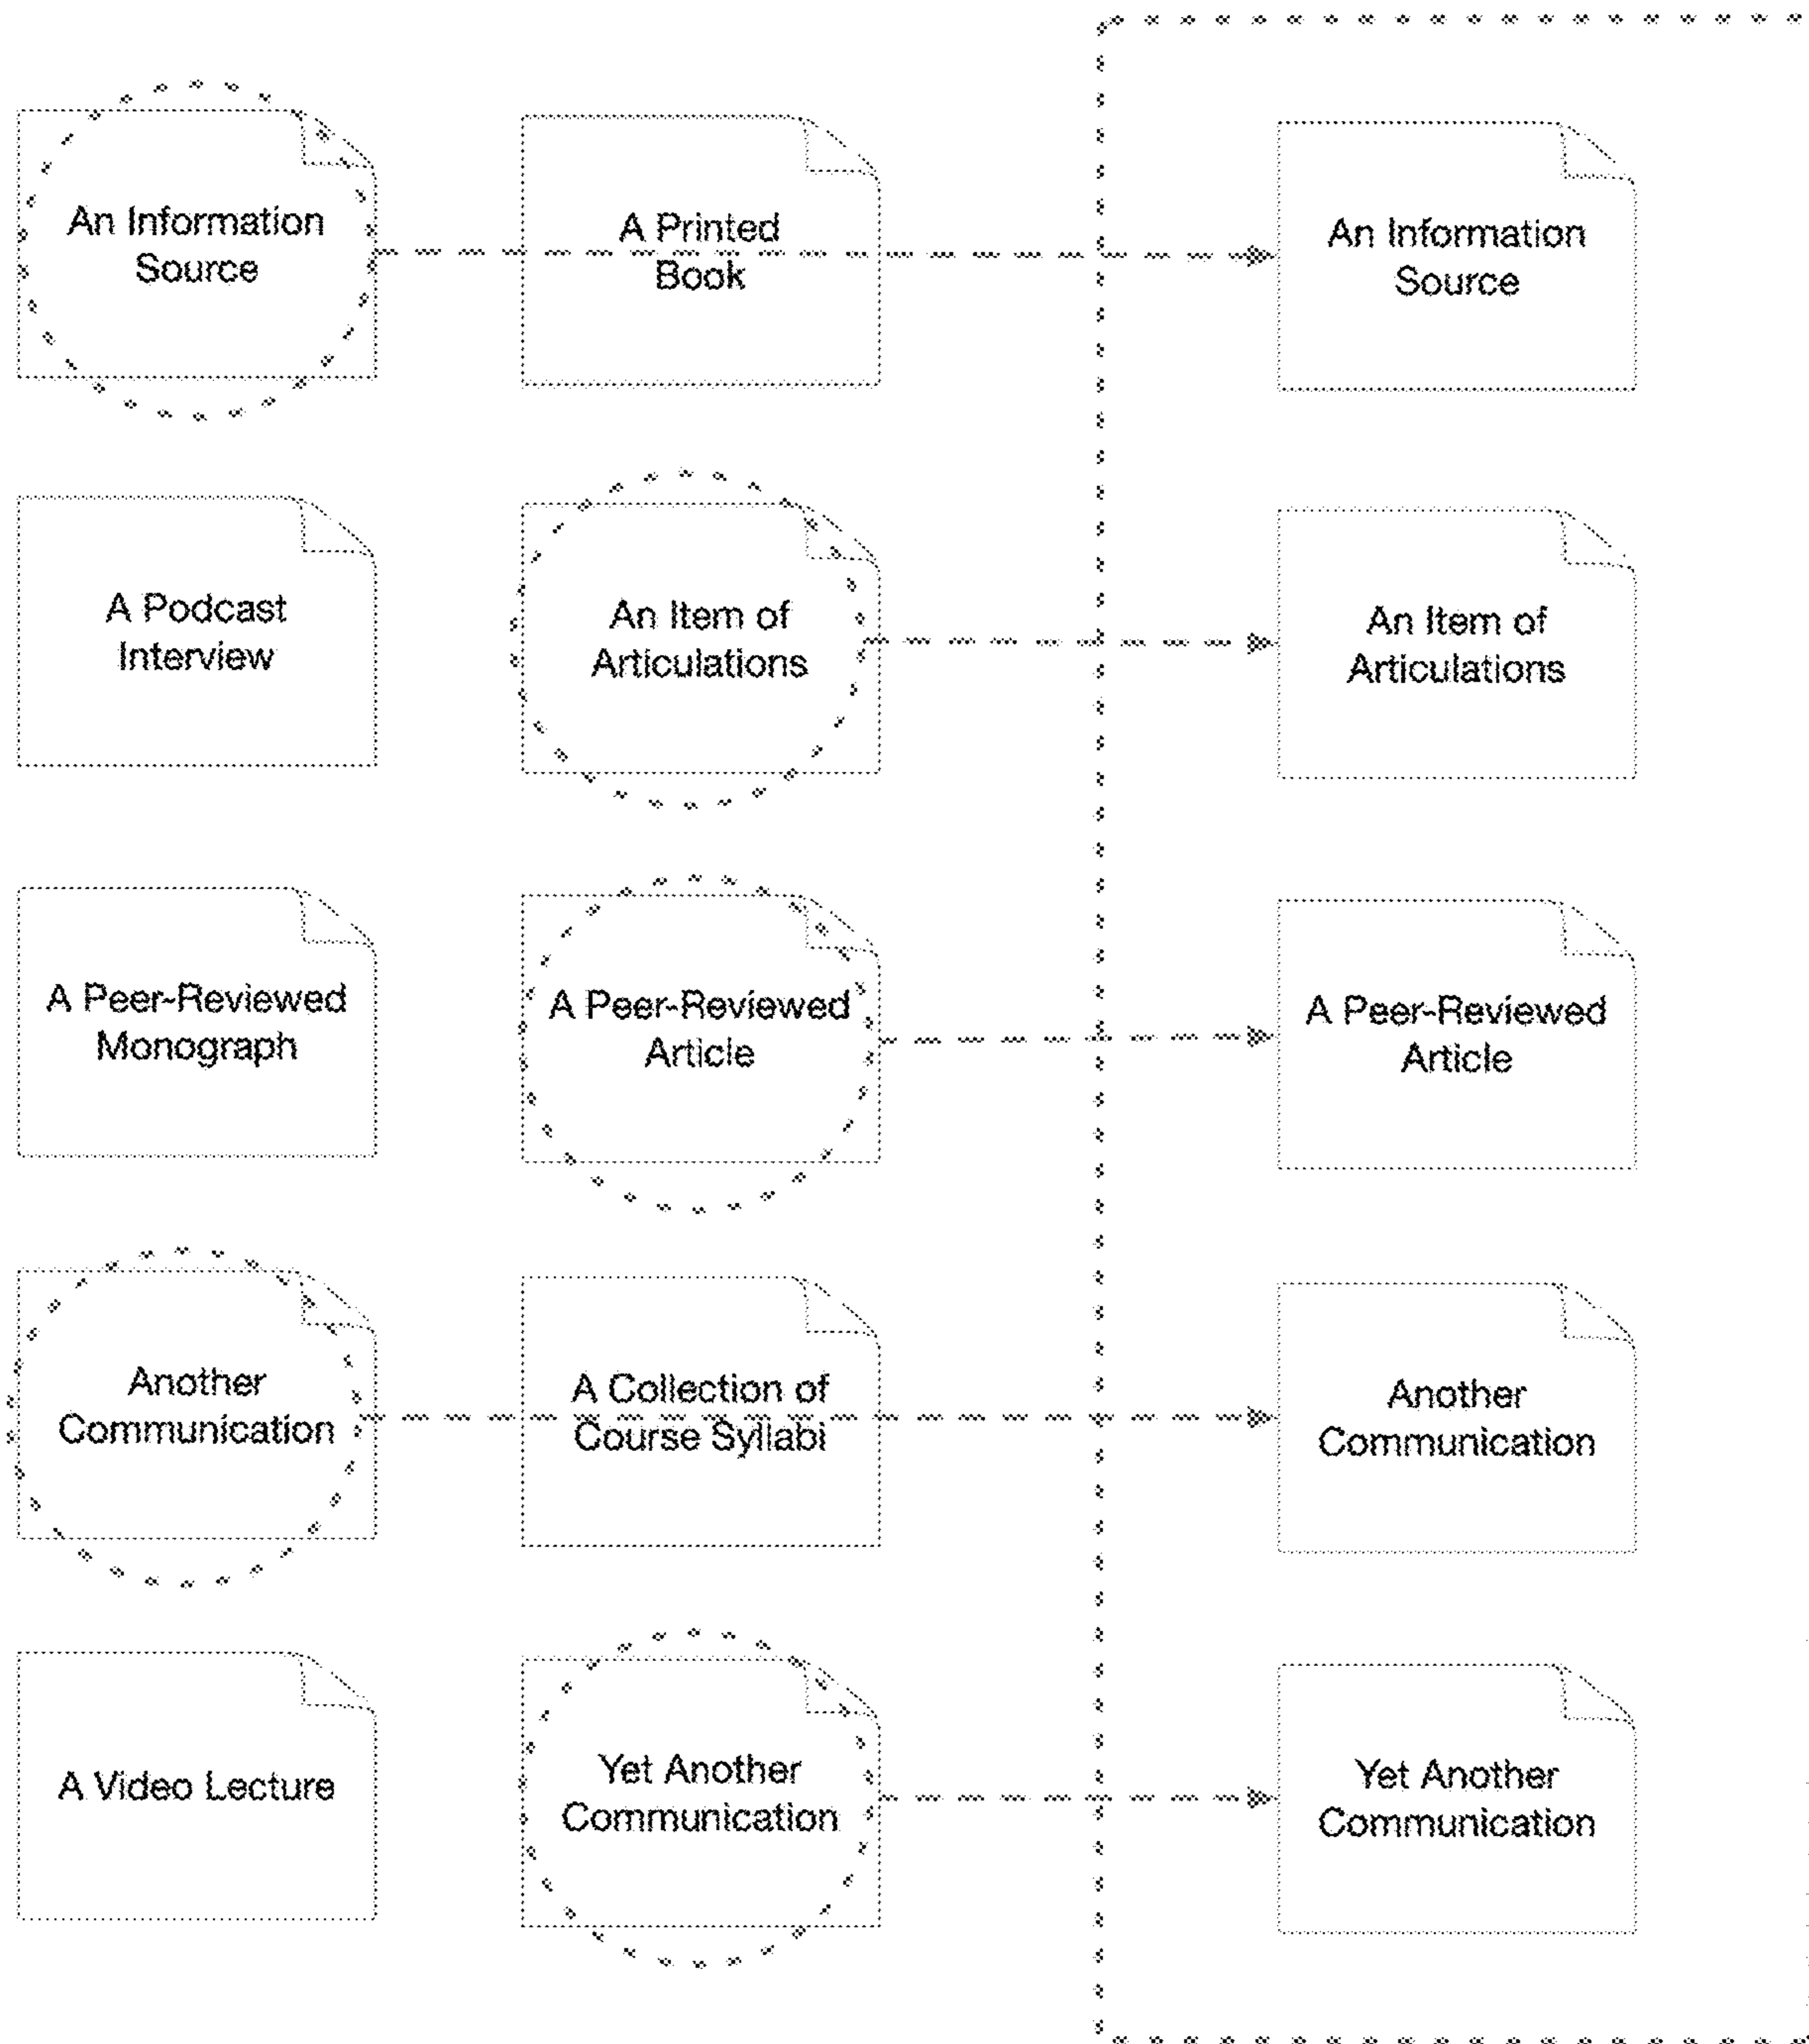 An Information
Source
A Printed
Book
An Information
Source
A Podcast
Interview
An Item of
Articulations
An Item of
Articulations
A Peer-Reviewed
Monograph
A Peer-Reviewed
Article
A Peer-Reviewed
Article
Another
Communication
A Collection of
Course Syllabi
Another
Communication
A Video Lecture
Yet Another
Communication
Yet Another
Communication